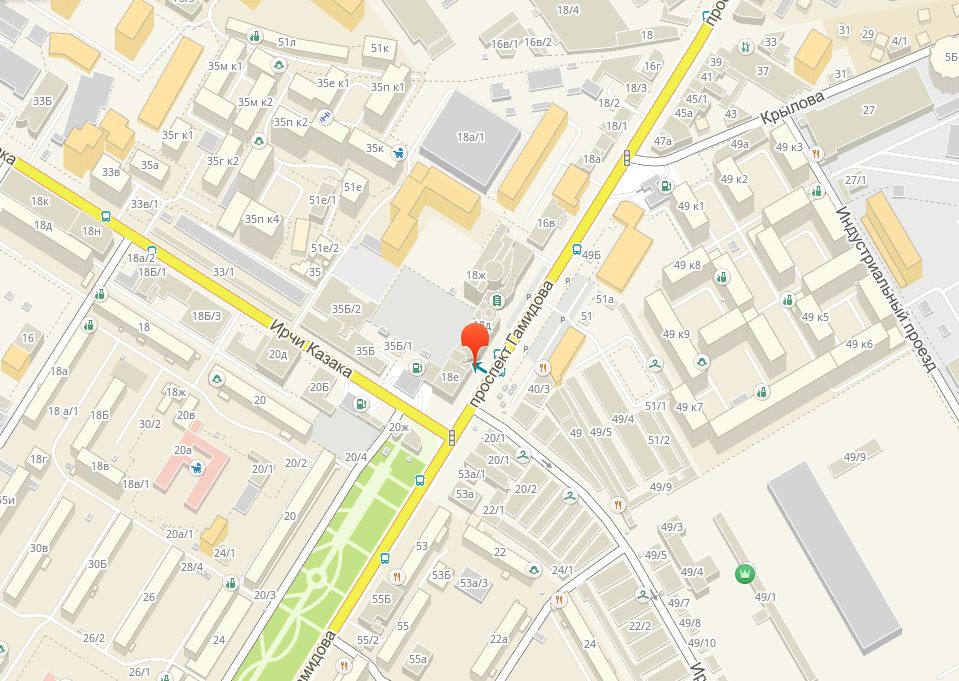 18/4
51л
51к
16в/1
16в/2
18
33
31
29
4/1
5Б
35м к1
35е к1
35п к1
16г
39
41
37
33Б
35м к2
35п к2
18/2
18/3
45/1
45а
43
Крылова
27
35г к1
35г к2
35к
18а/1
18/1
47а
49а
49 к3
35а
33в
51е
18а
49 к2
27/1
18к
33в/1
35п к4
51е/1
16в
49 к1
Индустриальный проезд
18д
18н
18а/2
51е/2
49Б
18Б/1
33/1
35
18ж
49 к8
51а
35Б/2
51
49 к5
18Б/3
Ирчи Казака
проспект Гамидова
49 к9
49 к6
16
18
35Б
35Б/1
20д
18е
40/3
18а
20Б
51/1
49 к7
18ж
20
18а/1
18Б
20в
30/2
20ж
49
49/5
49/4
51/2
20а
20/1
18г
18в
20/2
20/4
20/1
20/1
53а/1
49/9
49/9
18в/1
53а
20/2
22/1
55и
20
20а/1
24/1
49/3
30в
30Б
28/4
53
22
24/1
49/5
49/4
53Б
53а/3
26
20/3
55Б
49/1
49/7
26/2
24
55/2
55
22а
24
22/2
49/8
49/10
26/1
55а
Гамидова